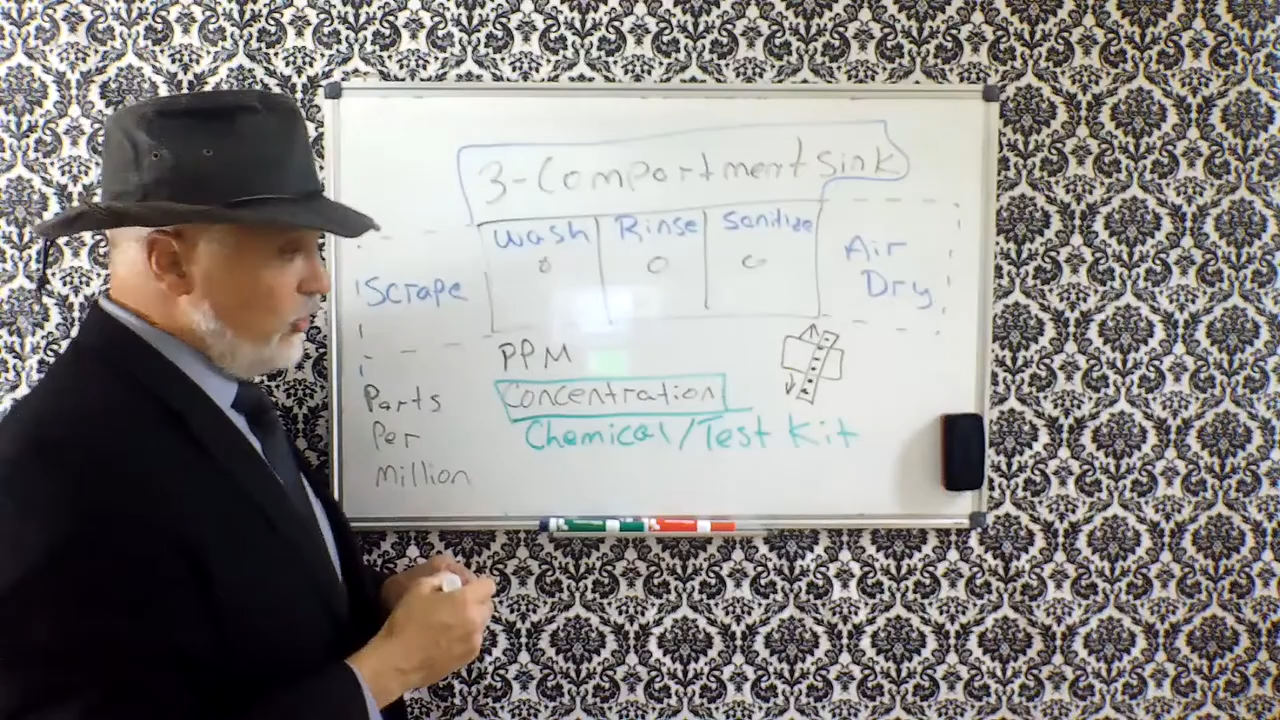 3-Compartment Sink
Wash Rinse Sanitize
Scrape
Air
Dry
PPM
Parts
Per
Million
Concentration
Chemical/Test Kit